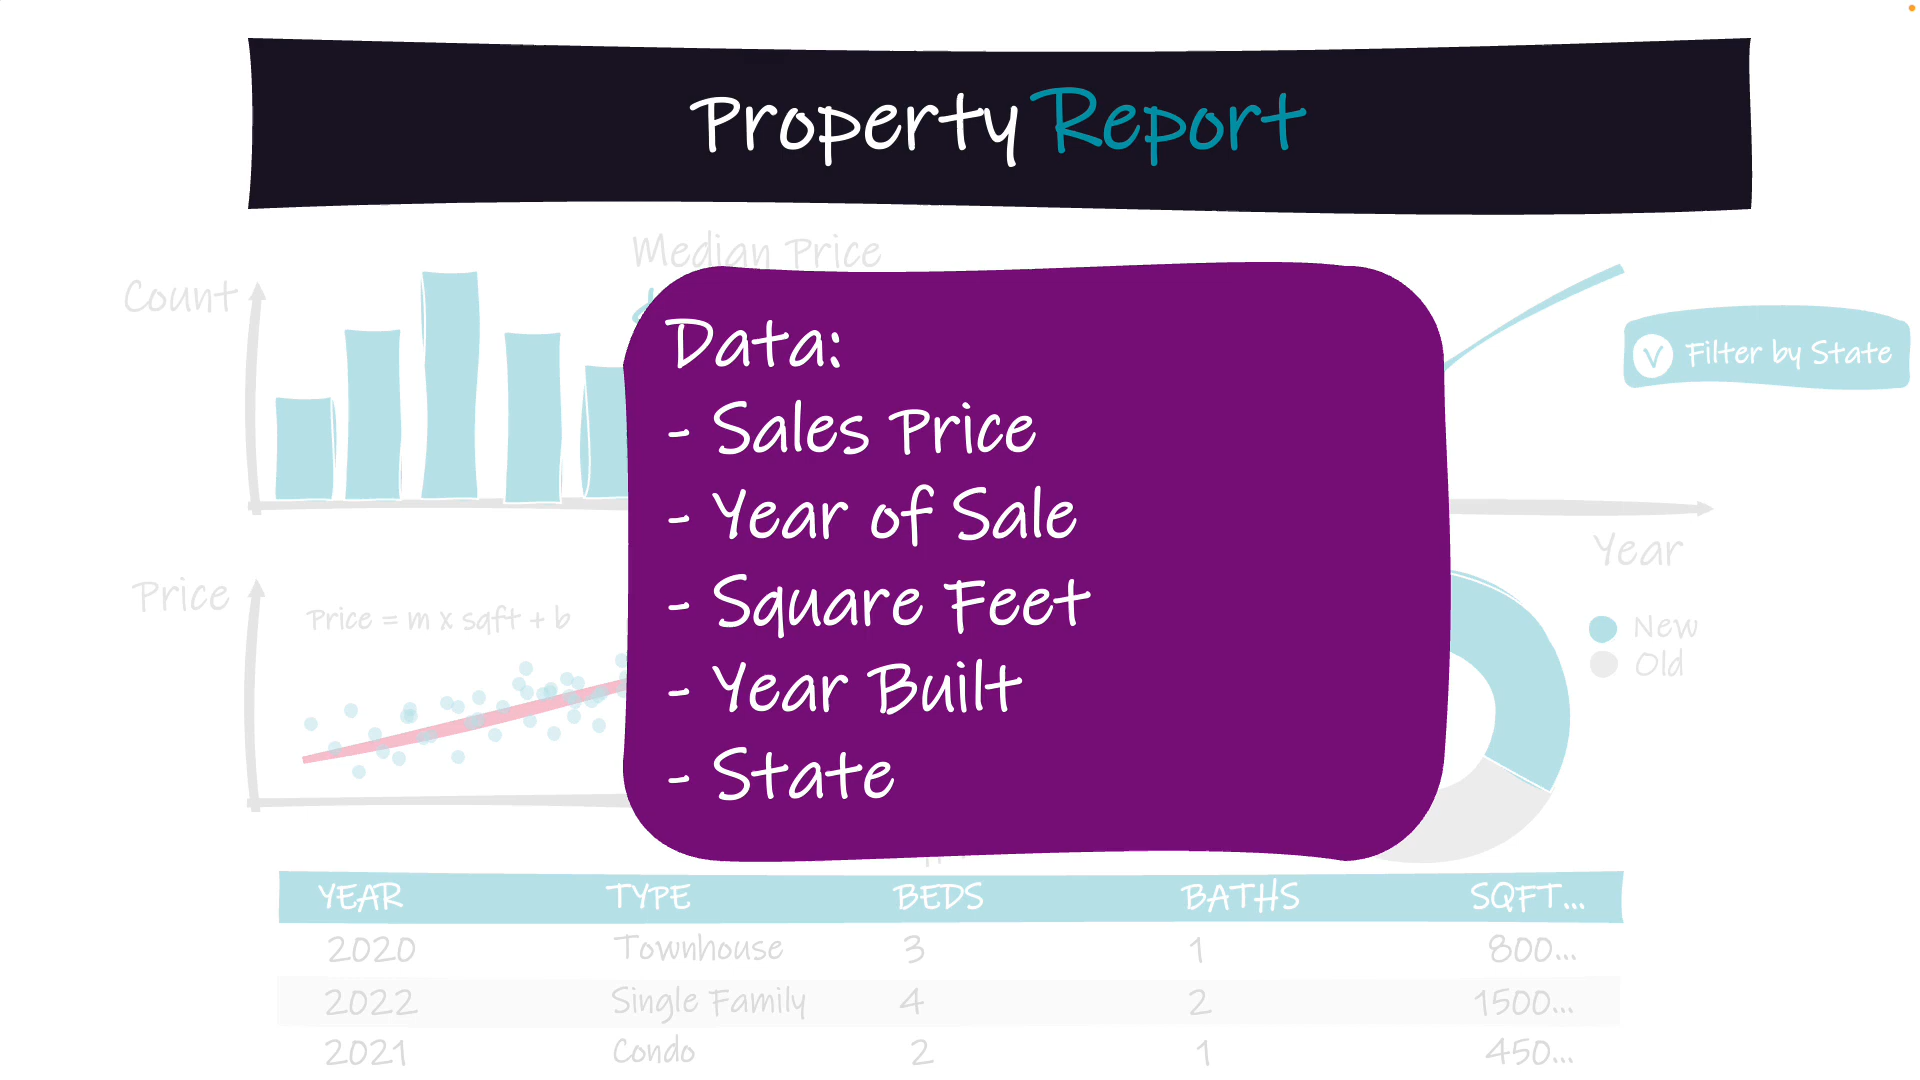 Property Report
Median Price
Count
Filter by State
Data:
- Sales Price
- Year of Sale
- Square Feet
- Year Built
- State
Year
Price
Price = m x sqft + b
New
Old
YEAR TYPE BEDS BATHS SQFT...
2020 Townhouse 3 1 800...
2022 Single Family 4 2 1500...
2021 Condo 2 1 450...